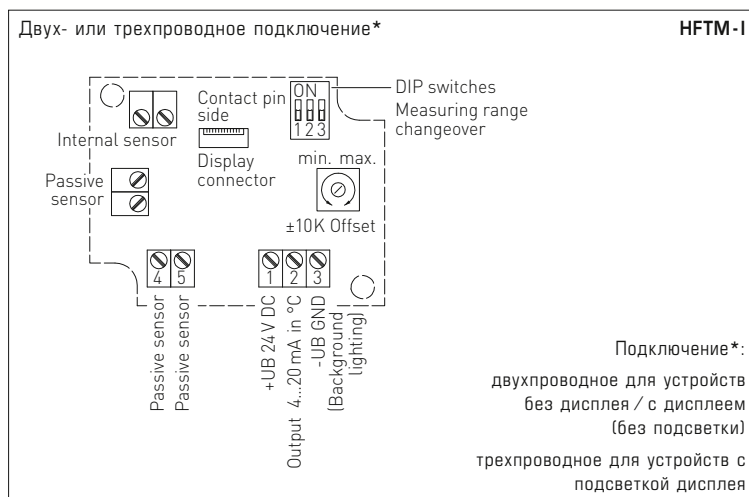 Двух- или трехпроводное подключение*
HFTM-I
ON
1 2 3
DIP switches
Measuring range
changeover
Contact pin
side
Internal sensor
Display
connector
Passive
sensor
min. max.
±10K Offset
4 5
1 2 3
Passive sensor
Passive sensor
+UB 24 V DC
Output 4...20 mA in °C
-UB GND
(Background
lighting)
Подключение*:
двухпроводное для устройств
без дисплея / с дисплеем
(без подсветки)
трехпроводное для устройств с
подсветкой дисплея